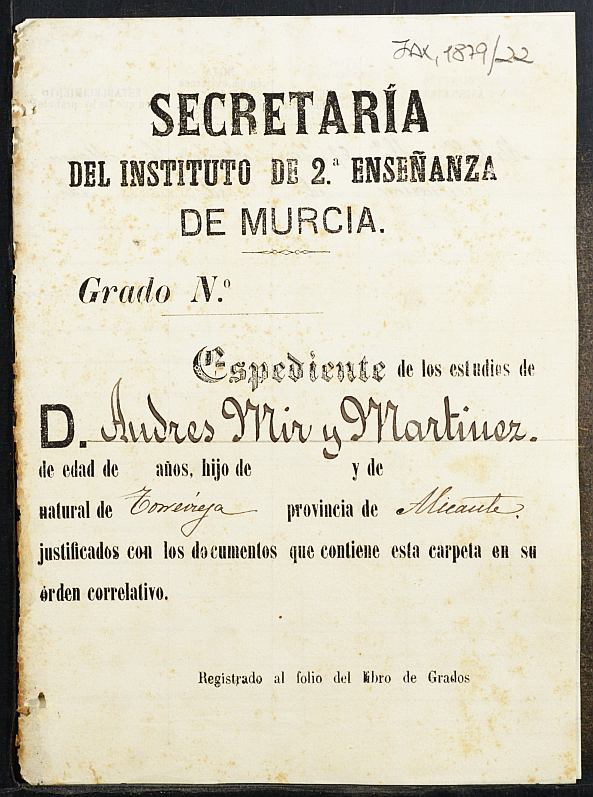 JAX, 1879/22
SECRETARÍA
DEL INSTITUTO DE 2.ª ENSEÑANZA
DE MURCIA.
Grado N.º
Espediente de los estudios de
D. Andres Mir y Martinez.
de edad de años, hijo de y de
natural de Torrevieja provincia de Alicante.
justificados con los documentos que contiene esta carpeta en su
órden correlativo.
Registrado al folio del libro de Grados